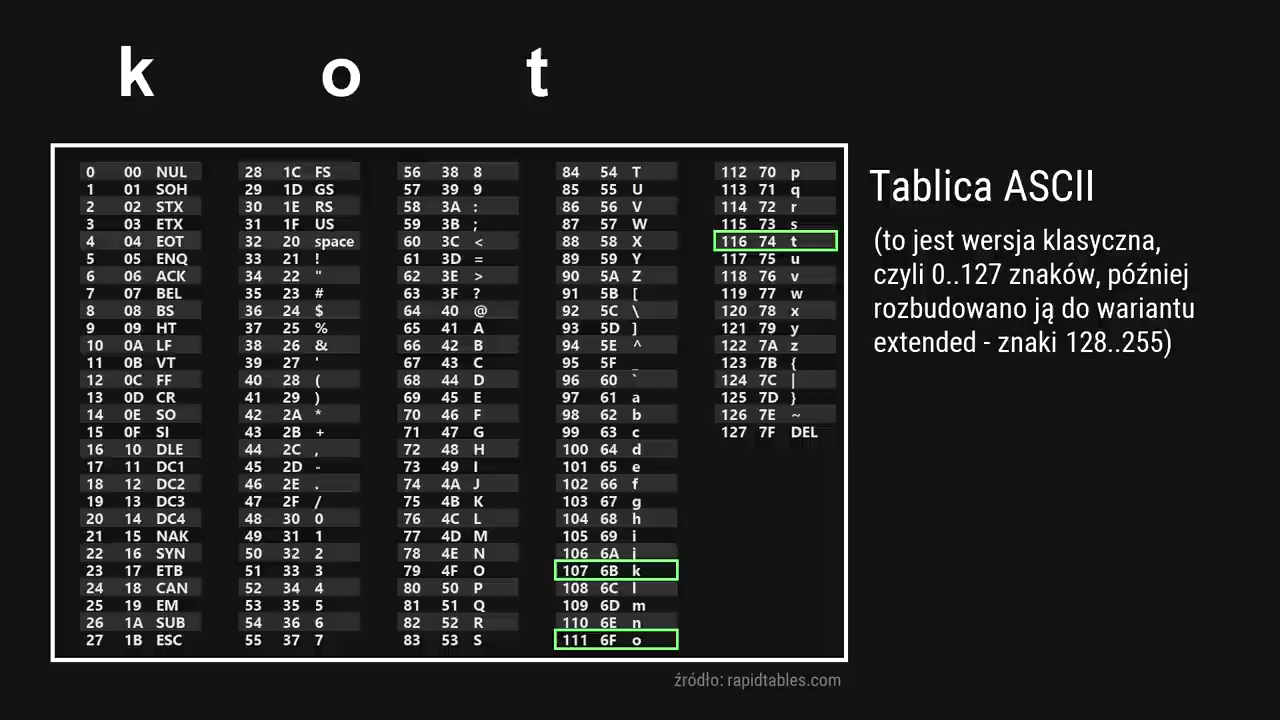 k o t
0 00 NUL 28 1C FS 56 38 8 84 54 T 112 70 p
1 01 SOH 29 1D GS 57 39 9 85 55 U 113 71 q
2 02 STX 30 1E RS 58 3A : 86 56 V 114 72 r
3 03 ETX 31 1F US 59 3B ; 87 57 W 115 73 s
4 04 EOT 32 20 space 60 3C < 88 58 X 116 74 t
5 05 ENQ 33 21 ! 61 3D = 89 59 Y 117 75 u
6 06 ACK 34 22 " 62 3E > 90 5A Z 118 76 v
7 07 BEL 35 23 # 63 3F ? 91 5B [ 119 77 w
8 08 BS 36 24 $ 64 40 @ 92 5C \ 120 78 x
9 09 HT 37 25 % 65 41 A 93 5D ] 121 79 y
10 0A LF 38 26 & 66 42 B 94 5E ^ 122 7A z
11 0B VT 39 27 ' 67 43 C 95 5F _ 123 7B {
12 0C FF 40 28 ( 68 44 D 96 60 ` 124 7C |
13 0D CR 41 29 ) 69 45 E 97 61 a 125 7D }
14 0E SO 42 2A * 70 46 F 98 62 b 126 7E ~
15 0F SI 43 2B + 71 47 G 99 63 c 127 7F DEL
16 10 DLE 44 2C , 72 48 H 100 64 d
17 11 DC1 45 2D - 73 49 I 101 65 e
18 12 DC2 46 2E . 74 4A J 102 66 f
19 13 DC3 47 2F / 75 4B K 103 67 g
20 14 DC4 48 30 0 76 4C L 104 68 h
21 15 NAK 49 31 1 77 4D M 105 69 i
22 16 SYN 50 32 2 78 4E N 106 6A j
23 17 ETB 51 33 3 79 4F O 107 6B k
24 18 CAN 52 34 4 80 50 P 108 6C l
25 19 EM 53 35 5 81 51 Q 109 6D m
26 1A SUB 54 36 6 82 52 R 110 6E n
27 1B ESC 55 37 7 83 53 S 111 6F o
Tablica ASCII
(to jest wersja klasyczna,
czyli 0..127 znaków, później
rozbudowano ją do wariantu
extended - znaki 128..255)
źródło: rapidtables.com